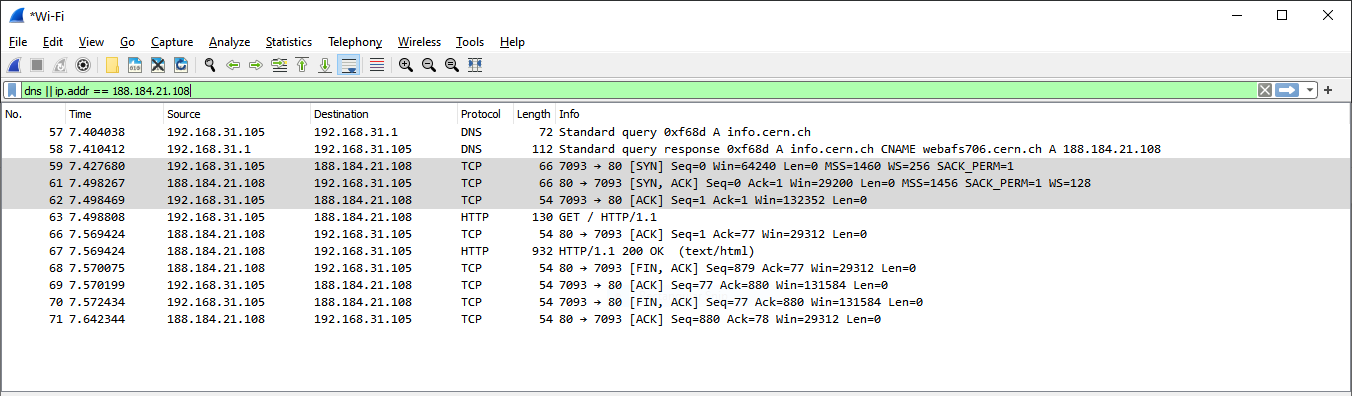 *Wi-Fi
File Edit View Go Capture Analyze Statistics Telephony Wireless Tools Help
dns || ip.addr == 188.184.21.108
No. Time Source Destination Protocol Length Info
57 7.404038 192.168.31.105 192.168.31.1 DNS 72 Standard query 0xf68d A info.cern.ch
58 7.410412 192.168.31.1 192.168.31.105 DNS 112 Standard query response 0xf68d A info.cern.ch CNAME webafs706.cern.ch A 188.184.21.108
59 7.427680 192.168.31.105 188.184.21.108 TCP 66 7093 → 80 [SYN] Seq=0 Win=64240 Len=0 MSS=1460 WS=256 SACK_PERM=1
61 7.498267 188.184.21.108 192.168.31.105 TCP 66 80 → 7093 [SYN, ACK] Seq=0 Ack=1 Win=29200 Len=0 MSS=1456 SACK_PERM=1 WS=128
62 7.498469 192.168.31.105 188.184.21.108 TCP 54 7093 → 80 [ACK] Seq=1 Ack=1 Win=132352 Len=0
63 7.498808 192.168.31.105 188.184.21.108 HTTP 130 GET / HTTP/1.1
66 7.569424 188.184.21.108 192.168.31.105 TCP 54 80 → 7093 [ACK] Seq=1 Ack=77 Win=29312 Len=0
67 7.569424 188.184.21.108 192.168.31.105 HTTP 932 HTTP/1.1 200 OK (text/html)
68 7.570075 188.184.21.108 192.168.31.105 TCP 54 80 → 7093 [FIN, ACK] Seq=879 Ack=77 Win=29312 Len=0
69 7.570199 192.168.31.105 188.184.21.108 TCP 54 7093 → 80 [ACK] Seq=77 Ack=880 Win=131584 Len=0
70 7.572434 192.168.31.105 188.184.21.108 TCP 54 7093 → 80 [FIN, ACK] Seq=77 Ack=880 Win=131584 Len=0
71 7.642344 188.184.21.108 192.168.31.105 TCP 54 80 → 7093 [ACK] Seq=880 Ack=78 Win=29312 Len=0